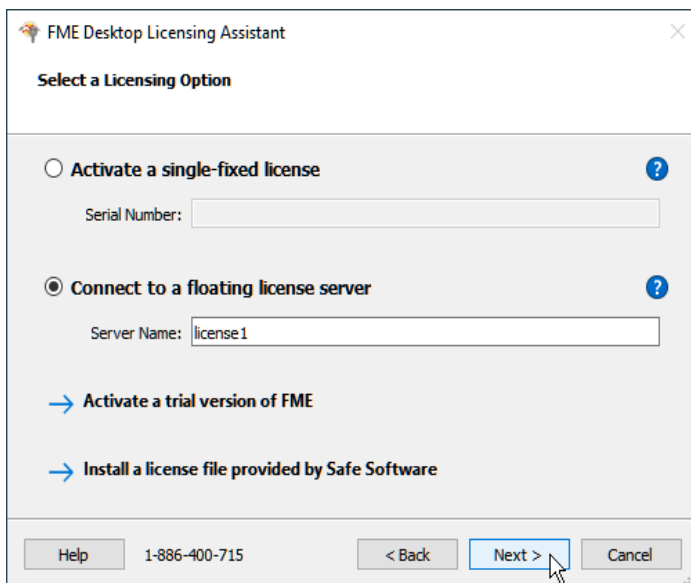 FME Desktop Licensing Assistant
Select a Licensing Option
Activate a single-fixed license
?
Serial Number:
Connect to a floating license server
?
Server Name: license1
Activate a trial version of FME
Install a license file provided by Safe Software
Help 1-886-400-715 < Back Next > Cancel